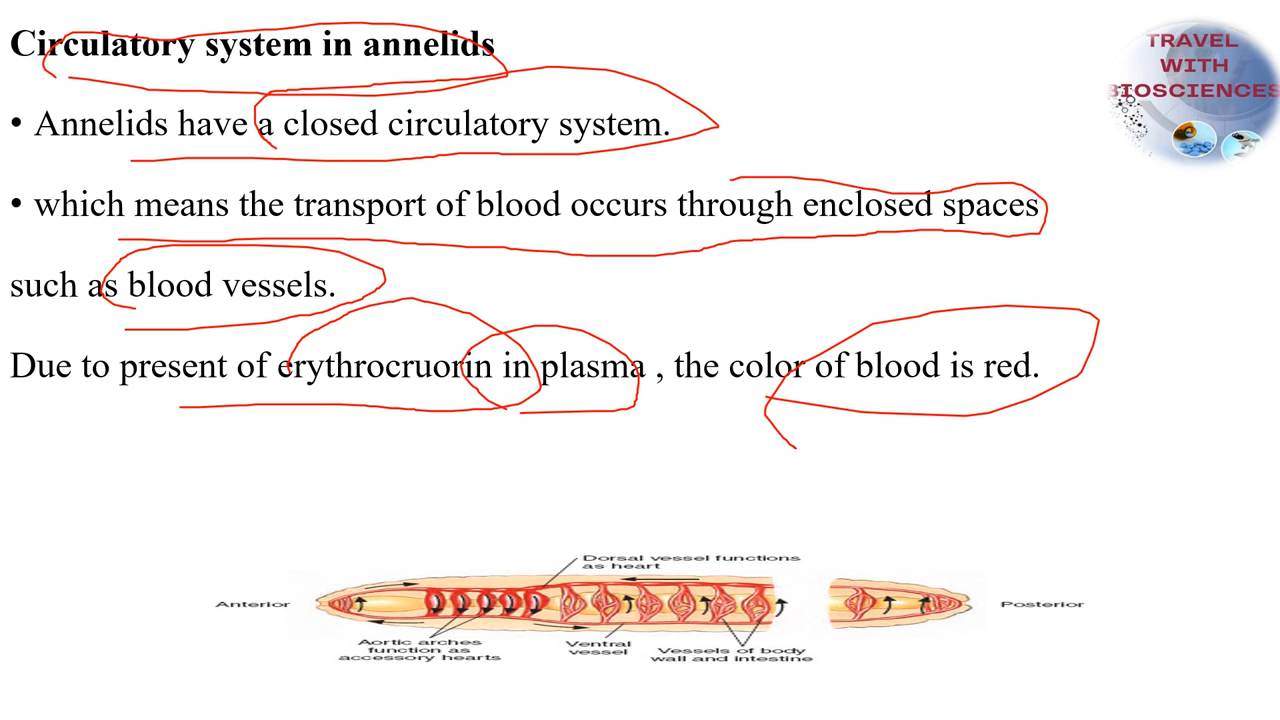 Circulatory system in annelids
TRAVEL
WITH
BIOSCIENCES
• Annelids have a closed circulatory system.
• which means the transport of blood occurs through enclosed spaces
such as blood vessels.
Due to present of erythrocruorin in plasma , the color of blood is red.
Dorsal vessel functions
as heart
Anterior
Posterior
Aortic arches
function as
accessory hearts
Ventral
vessel
Vessels of body
wall and intestine